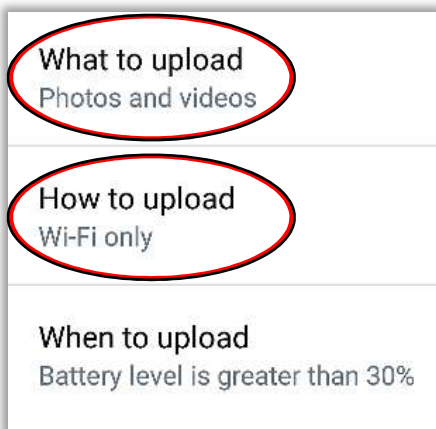 What to upload
Photos and videos
How to upload
Wi-Fi only
When to upload
Battery level is greater than 30%